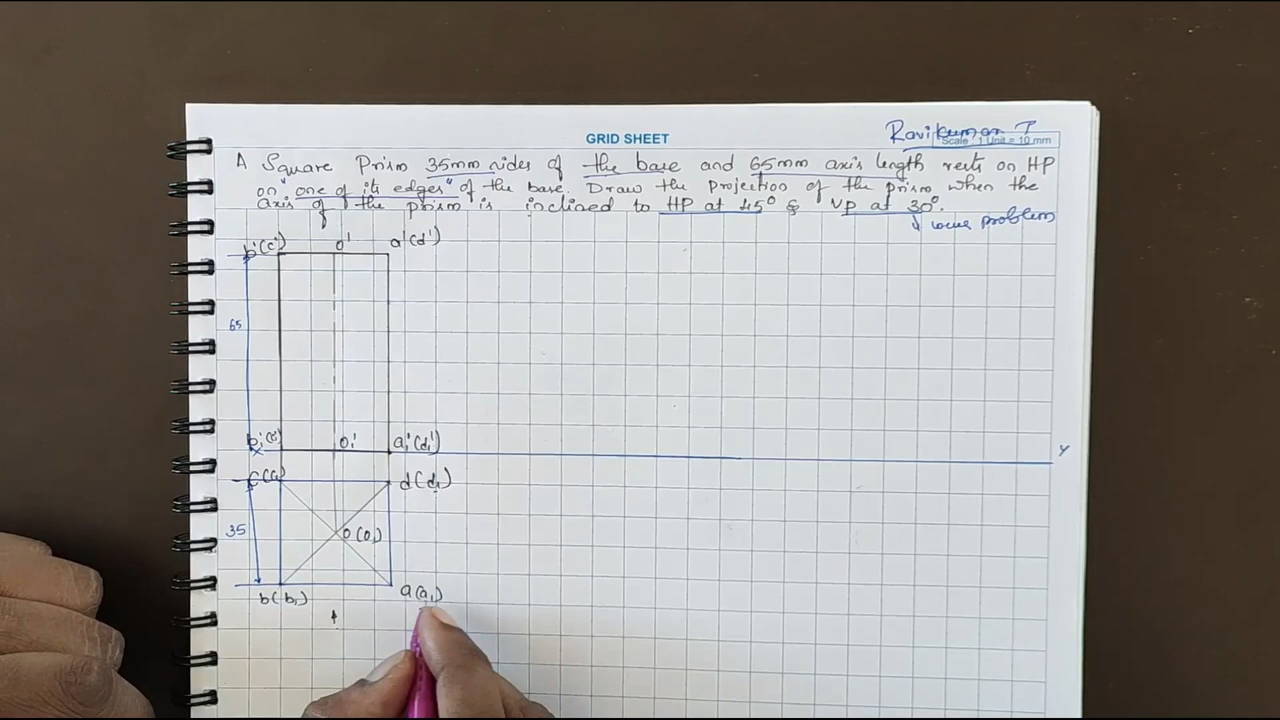 GRID SHEET
Ravikumar T
Scale : 1 Unit = 10 mm
A Square Prism 35mm sides of the base and 65mm axis length rests on HP
on "one of its edges" of the base. Draw the projection of the prism when the
axis of the prism is inclined to HP at 45° & VP at 30°.
locus problem
b'(c') o' a'(d')
65
b₁'(c₁') o₁' a₁'(d₁')
X Y
c(c₁ d(d₁)
35 o(o₁)
b(b₁) a(a₁)